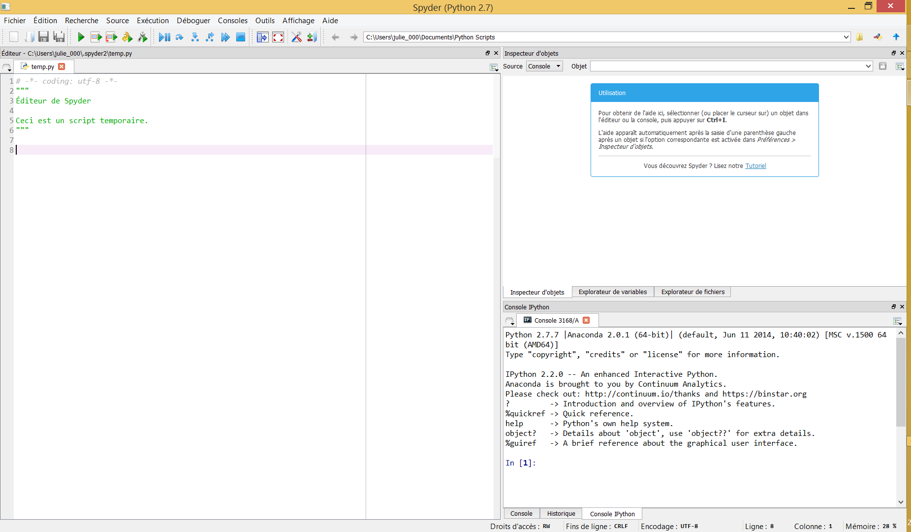 Spyder (Python 2.7)
Fichier Édition Recherche Source Exécution Déboguer Consoles Outils Affichage Aide
C:\Users\julie_000\Documents\Python Scripts
Éditeur - C:\Users\julie_000\.spyder2\temp.py
temp.py
1 # -*- coding: utf-8 -*-
2 """
3 Éditeur de Spyder
4
5 Ceci est un script temporaire.
6 """
7
8
Inspecteur d'objets
Source Console Objet
Utilisation
Pour obtenir de l'aide ici, sélectionner (ou placer le curseur sur) un objet dans
l'éditeur ou la console, puis appuyer sur Ctrl+I.
L'aide apparaît automatiquement après la saisie d'une parenthèse gauche
après un objet si l'option correspondante est activée dans Préférences >
Inspecteur d'objets.
Vous découvrez Spyder ? Lisez notre Tutoriel
Inspecteur d'objets Explorateur de variables Explorateur de fichiers
Console IPython
Console 3168/A
Python 2.7.7 |Anaconda 2.0.1 (64-bit)| (default, Jun 11 2014, 10:40:02) [MSC v.1500 64
bit (AMD64)]
Type "copyright", "credits" or "license" for more information.
IPython 2.2.0 -- An enhanced Interactive Python.
Anaconda is brought to you by Continuum Analytics.
Please check out: http://continuum.io/thanks and https://binstar.org
? -> Introduction and overview of IPython's features.
%quickref -> Quick reference.
help -> Python's own help system.
object? -> Details about 'object', use 'object??' for extra details.
%guiref -> A brief reference about the graphical user interface.
In [1]:
Console Historique Console IPython
Droits d'accès : RW Fins de ligne : CRLF Encodage : UTF-8 Ligne : 8 Colonne : 1 Mémoire : 28 %